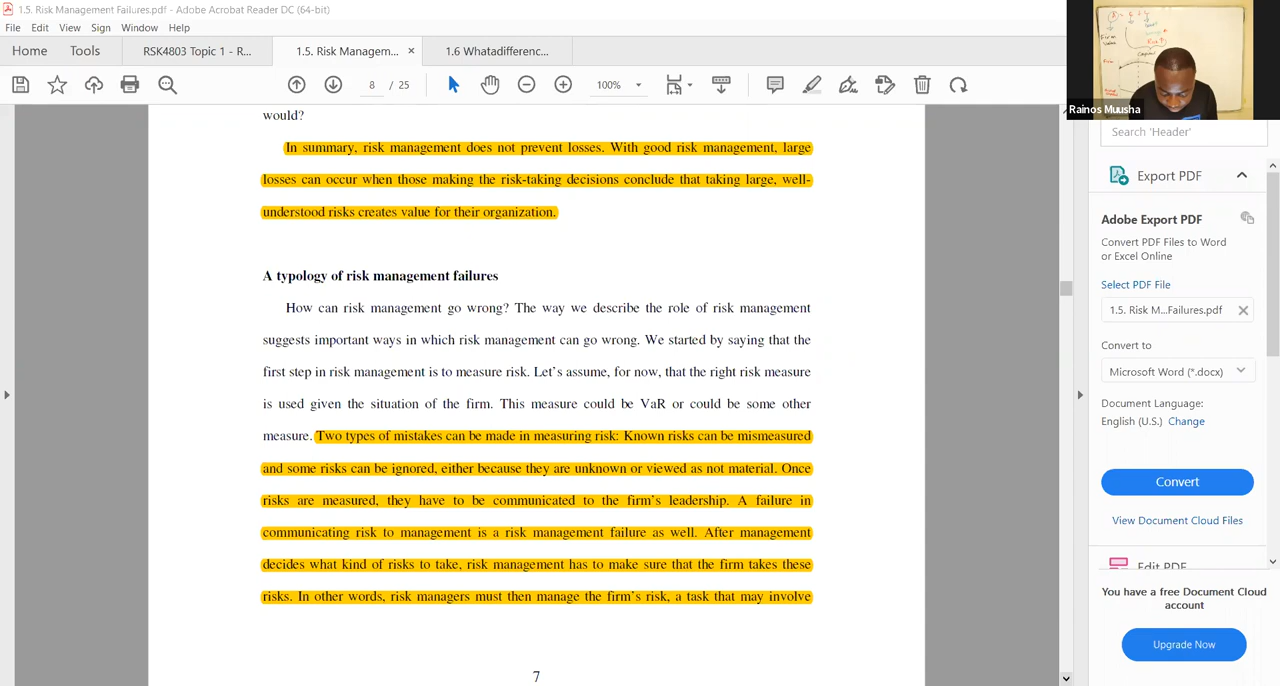 1.5. Risk Management Failures.pdf - Adobe Acrobat Reader DC (64-bit)
File Edit View Sign Window Help
Home Tools RSK4803 Topic 1 - R... 1.5. Risk Managem... × 1.6 Whatadifferenc...
8 / 25 100%
Rainos Muusha
would?
In summary, risk management does not prevent losses. With good risk management, large
losses can occur when those making the risk-taking decisions conclude that taking large, well-
understood risks creates value for their organization.
A typology of risk management failures
How can risk management go wrong? The way we describe the role of risk management
suggests important ways in which risk management can go wrong. We started by saying that the
first step in risk management is to measure risk. Let's assume, for now, that the right risk measure
is used given the situation of the firm. This measure could be VaR or could be some other
measure. Two types of mistakes can be made in measuring risk: Known risks can be mismeasured
and some risks can be ignored, either because they are unknown or viewed as not material. Once
risks are measured, they have to be communicated to the firm's leadership. A failure in
communicating risk to management is a risk management failure as well. After management
decides what kind of risks to take, risk management has to make sure that the firm takes these
risks. In other words, risk managers must then manage the firm's risk, a task that may involve
7
Search 'Header'
Export PDF
Adobe Export PDF
Convert PDF Files to Word
or Excel Online
Select PDF File
1.5. Risk M...Failures.pdf
Convert to
Microsoft Word (*.docx)
Document Language:
English (U.S.) Change
Convert
View Document Cloud Files
Edit PDF
You have a free Document Cloud
account
Upgrade Now